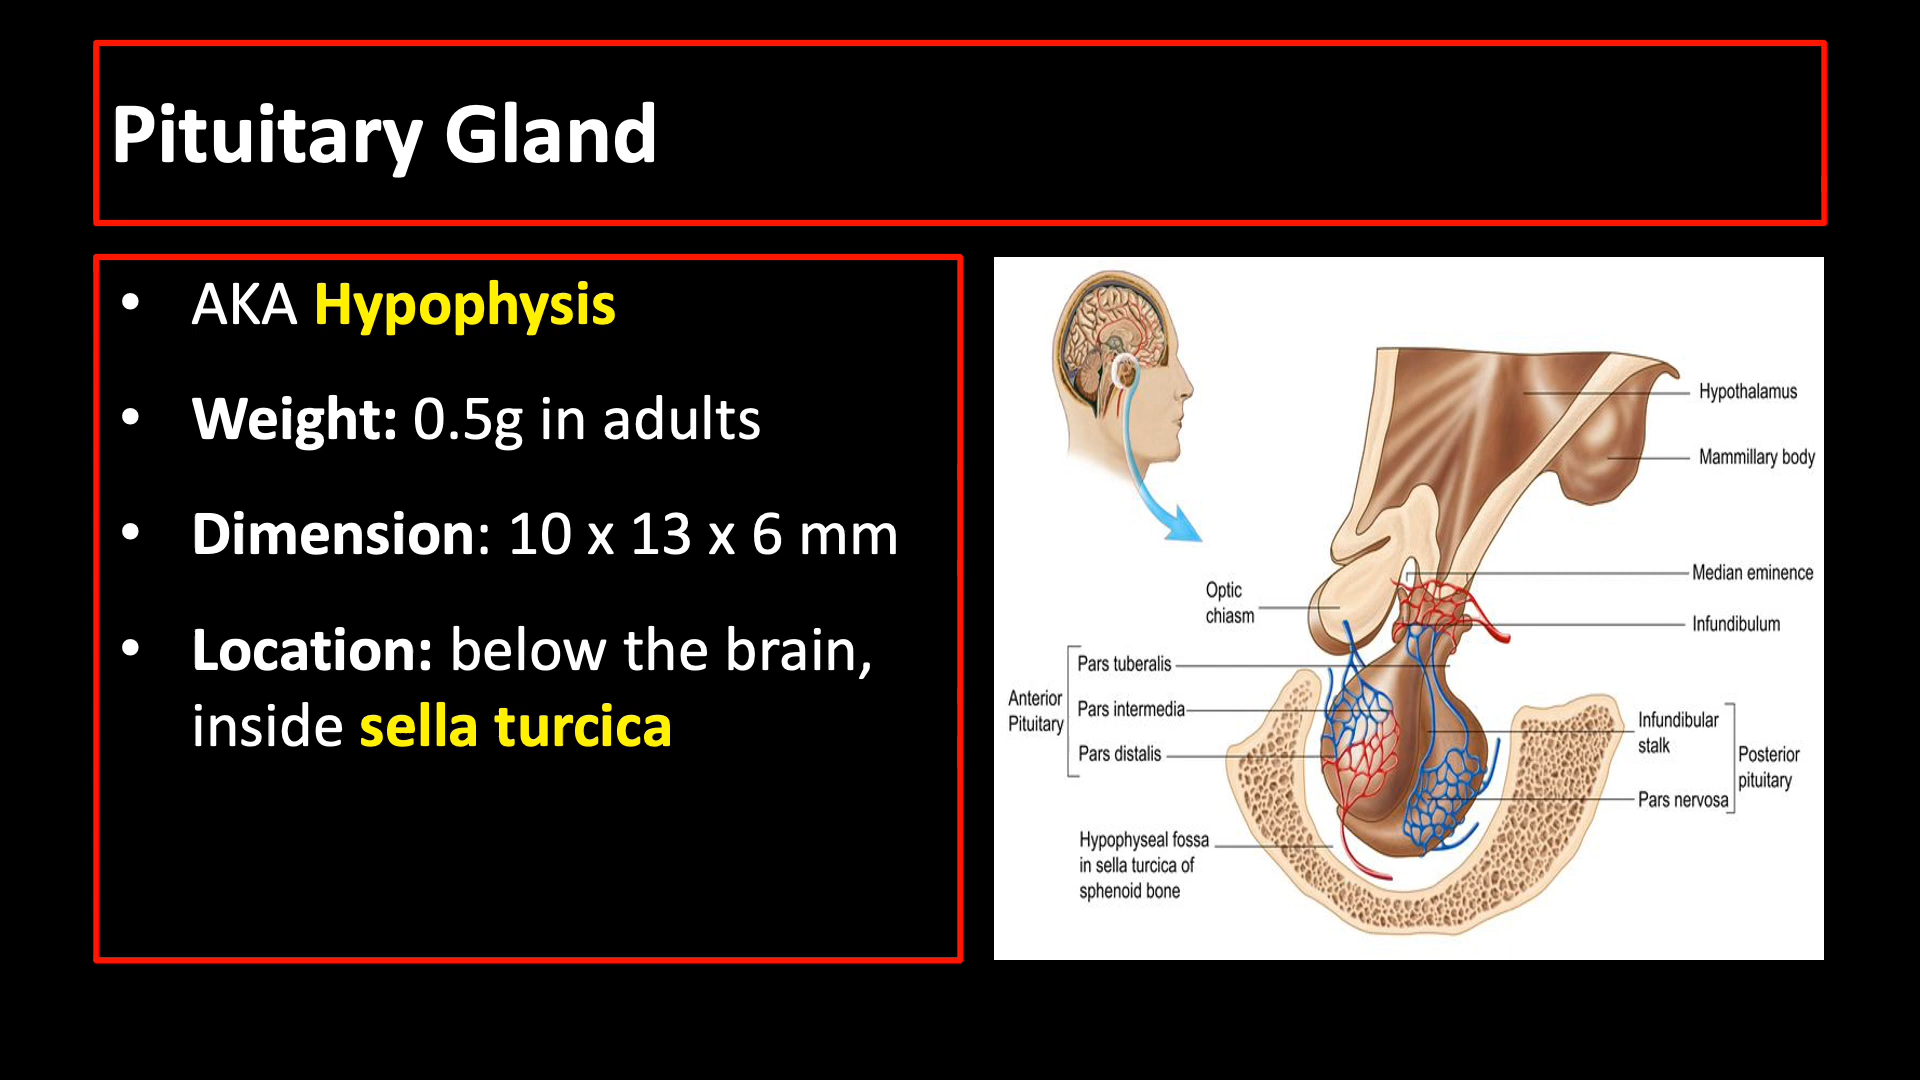 Pituitary Gland
• AKA Hypophysis
• Weight: 0.5g in adults
• Dimension: 10 x 13 x 6 mm
• Location: below the brain,
inside sella turcica
Hypothalamus
Mammillary body
Median eminence
Infundibulum
Optic
chiasm
Pars tuberalis
Pars intermedia
Pars distalis
Anterior
Pituitary
Infundibular
stalk
Pars nervosa
Posterior
pituitary
Hypophyseal fossa
in sella turcica of
sphenoid bone